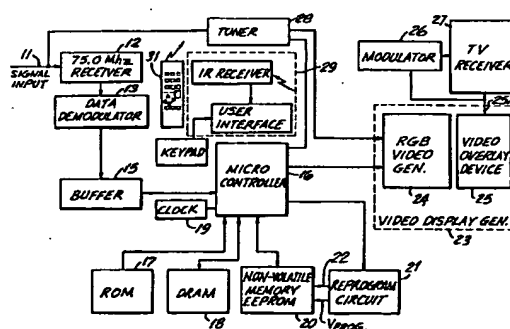 11
SIGNAL INPUT
12
75.0 Mhz RECEIVER
13
DATA DEMODULATOR
15
BUFFER
31
TUNER
28
29
IR RECEIVER
USER INTERFACE
KEYPAD
MICRO CONTROLLER
16
CLOCK
19
ROM
17
DRAM
18
NON-VOLATILE MEMORY EEPROM
20
22
VPROG.
REPROGRAM CIRCUIT
21
26
MODULATOR
27
TV RECEIVER
25'
RGB VIDEO GEN.
24
VIDEO OVERLAY DEVICE
25
VIDEO DISPLAY GEN.
23